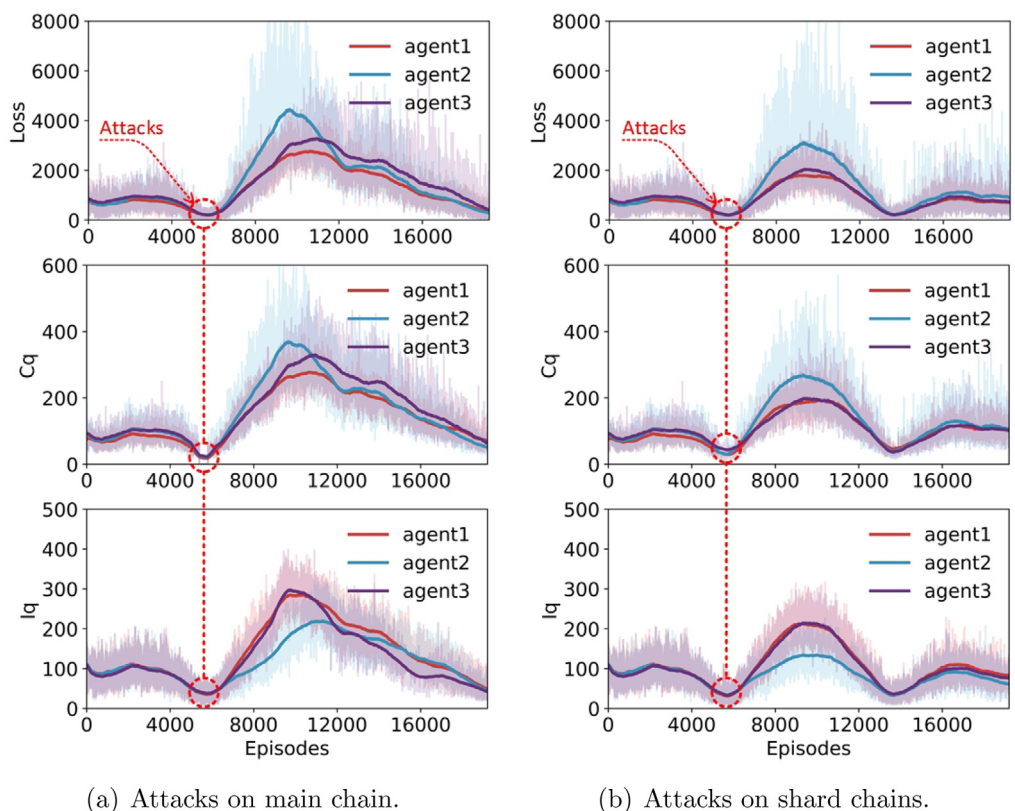 8000
6000
4000
2000
0
Loss
agent1
agent2
agent3
Attacks
0 4000 8000 12000 16000
600
400
200
0
Cq
agent1
agent2
agent3
0 4000 8000 12000 16000
500
400
300
200
100
0
Iq
agent1
agent2
agent3
0 4000 8000 12000 16000
Episodes
(a) Attacks on main chain.
8000
6000
4000
2000
0
Loss
agent1
agent2
agent3
Attacks
0 4000 8000 12000 16000
600
400
200
0
Cq
agent1
agent2
agent3
0 4000 8000 12000 16000
500
400
300
200
100
0
Iq
agent1
agent2
agent3
0 4000 8000 12000 16000
Episodes
(b) Attacks on shard chains.